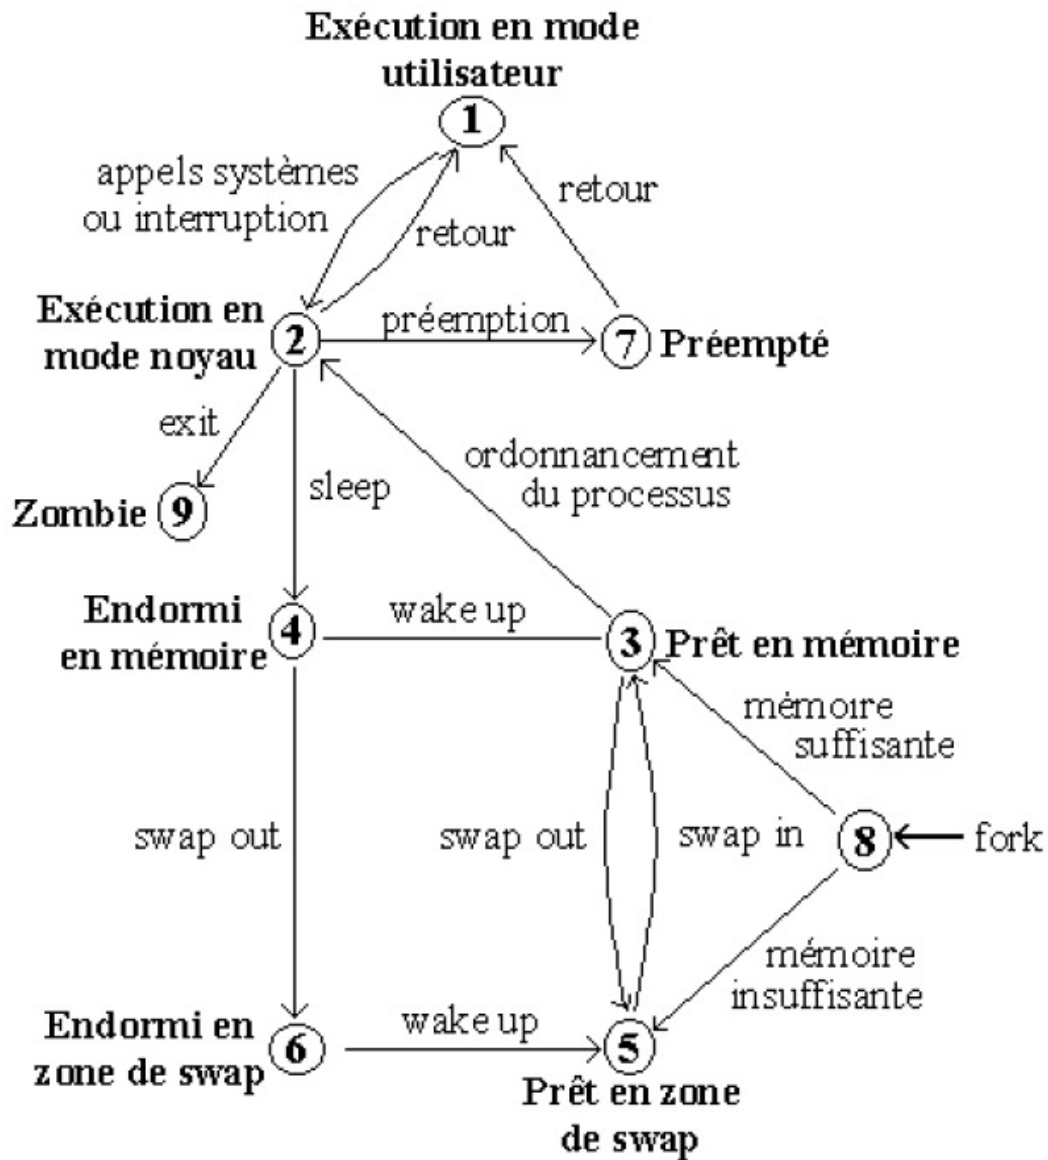 Exécution en mode
utilisateur
1
appels systèmes
ou interruption
retour
retour
Exécution en
mode noyau
2
préemption
7
Préempté
exit
sleep
ordonnancement
du processus
Zombie
9
Endormi
en mémoire
4
wake up
3
Prêt en mémoire
mémoire
suffisante
swap out
swap out
swap in
8
fork
mémoire
insuffisante
Endormi en
zone de swap
6
wake up
5
Prêt en zone
de swap